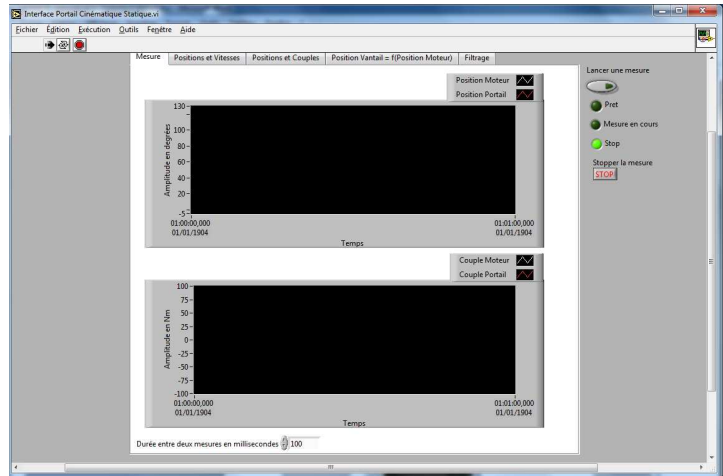 Interface Portail Cinématique Statique.vi
Fichier Edition Exécution Outils Fenêtre Aide
Mesure Positions et Vitesses Positions et Couples Position Vantail = f(Position Moteur) Filtrage
Lancer une mesure
Pret
Mesure en cours
Stop
Stopper la mesure
STOP
Position Moteur
Position Portail
Amplitude en degrées
130
100
80
60
40
20
-5
01:00:00,000
01/01/1904
01:01:00,000
01/01/1904
Temps
Couple Moteur
Couple Portail
Amplitude en Nm
100
75
50
25
0
-25
-50
-75
-100
01:00:00,000
01/01/1904
01:01:00,000
01/01/1904
Temps
Durée entre deux mesures en millisecondes 100